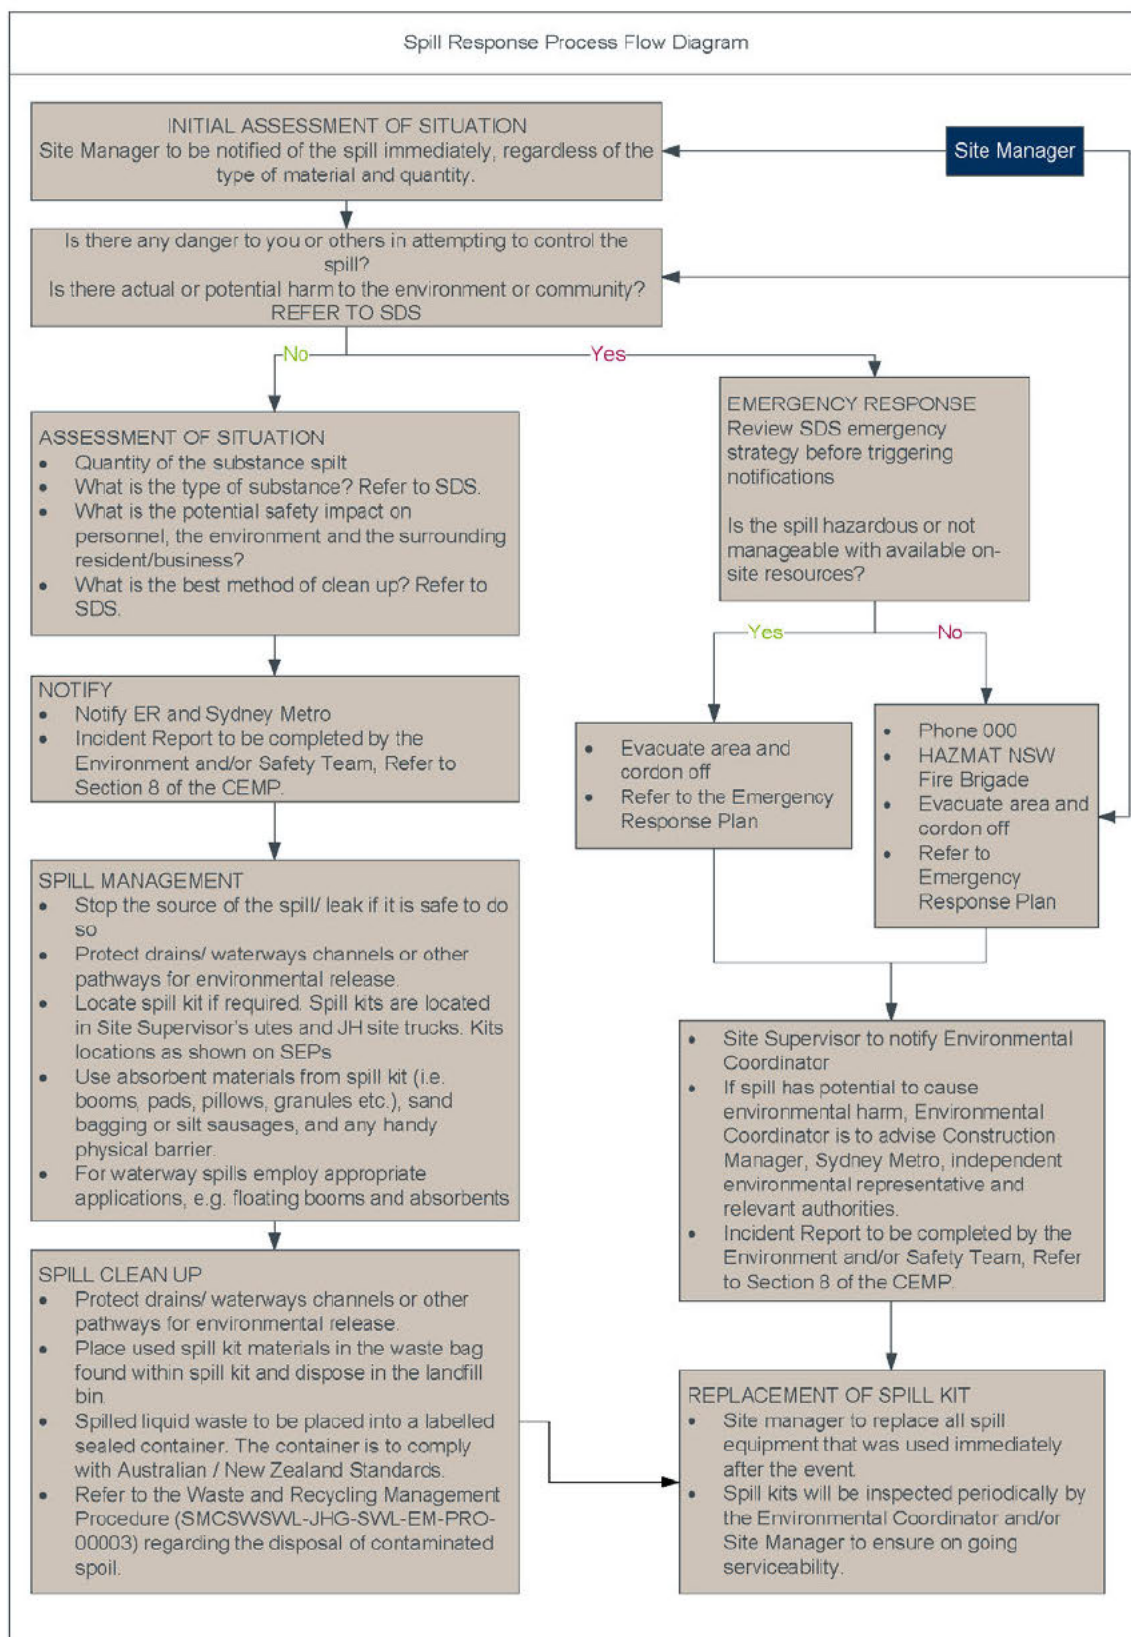 Spill Response Process Flow Diagram
INITIAL ASSESSMENT OF SITUATION
Site Manager to be notified of the spill immediately, regardless of the
type of material and quantity.
Site Manager
Is there any danger to you or others in attempting to control the
spill?
Is there actual or potential harm to the environment or community?
REFER TO SDS
No
Yes
ASSESSMENT OF SITUATION
• Quantity of the substance spilt
• What is the type of substance? Refer to SDS.
• What is the potential safety impact on
personnel, the environment and the surrounding
resident/business?
• What is the best method of clean up? Refer to
SDS.
EMERGENCY RESPONSE
Review SDS emergency
strategy before triggering
notifications
Is the spill hazardous or not
manageable with available on-
site resources?
Yes
No
NOTIFY
• Notify ER and Sydney Metro
• Incident Report to be completed by the
Environment and/or Safety Team, Refer to
Section 8 of the CEMP.
• Evacuate area and
cordon off
• Refer to the Emergency
Response Plan
• Phone 000
• HAZMAT NSW
Fire Brigade
• Evacuate area and
cordon off
• Refer to
Emergency
Response Plan
SPILL MANAGEMENT
• Stop the source of the spill/ leak if it is safe to do
so
• Protect drains/ waterways channels or other
pathways for environmental release.
• Locate spill kit if required. Spill kits are located
in Site Supervisor's utes and JH site trucks. Kits
locations as shown on SEPs
• Use absorbent materials from spill kit (i.e.
booms, pads, pillows, granules etc.), sand
bagging or silt sausages, and any handy
physical barrier.
• For waterway spills employ appropriate
applications, e.g. floating booms and absorbents
• Site Supervisor to notify Environmental
Coordinator
• If spill has potential to cause
environmental harm, Environmental
Coordinator is to advise Construction
Manager, Sydney Metro, independent
environmental representative and
relevant authorities.
• Incident Report to be completed by the
Environment and/or Safety Team, Refer
to Section 8 of the CEMP.
SPILL CLEAN UP
• Protect drains/ waterways channels or other
pathways for environmental release.
• Place used spill kit materials in the waste bag
found within spill kit and dispose in the landfill
bin.
• Spilled liquid waste to be placed into a labelled
sealed container. The container is to comply
with Australian / New Zealand Standards.
• Refer to the Waste and Recycling Management
Procedure (SMCSWSWL-JHG-SWL-EM-PRO-
00003) regarding the disposal of contaminated
spoil.
REPLACEMENT OF SPILL KIT
• Site manager to replace all spill
equipment that was used immediately
after the event.
• Spill kits will be inspected periodically by
the Environmental Coordinator and/or
Site Manager to ensure on going
serviceability.